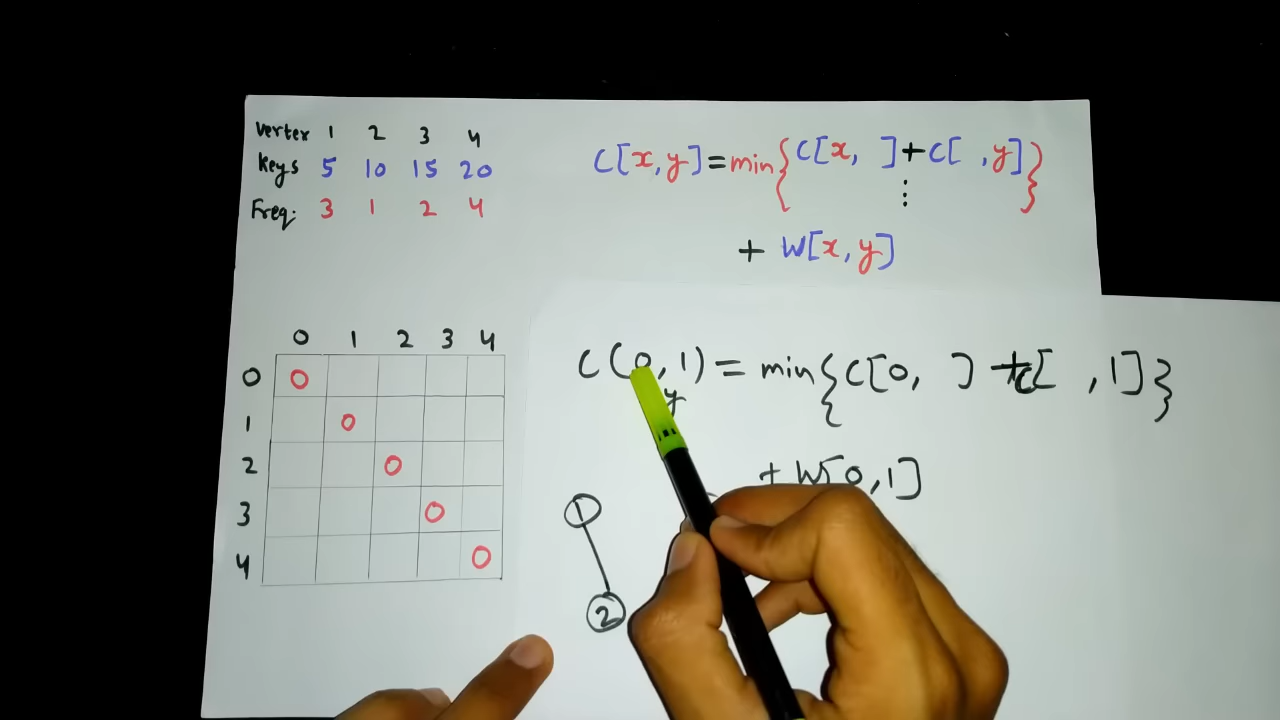 vertex 1 2 3 4
Keys 5 10 15 20
Freq. 3 1 2 4
C[x,y]=min{C[x, ]+C[ ,y]}
⋮
+ W[x,y]
0 1 2 3 4
0 0
1 0
2 0
3 0
4 0
C(0,1)=min{C[0, ]+C[ ,1]}
y
+W[0,1]
1
2